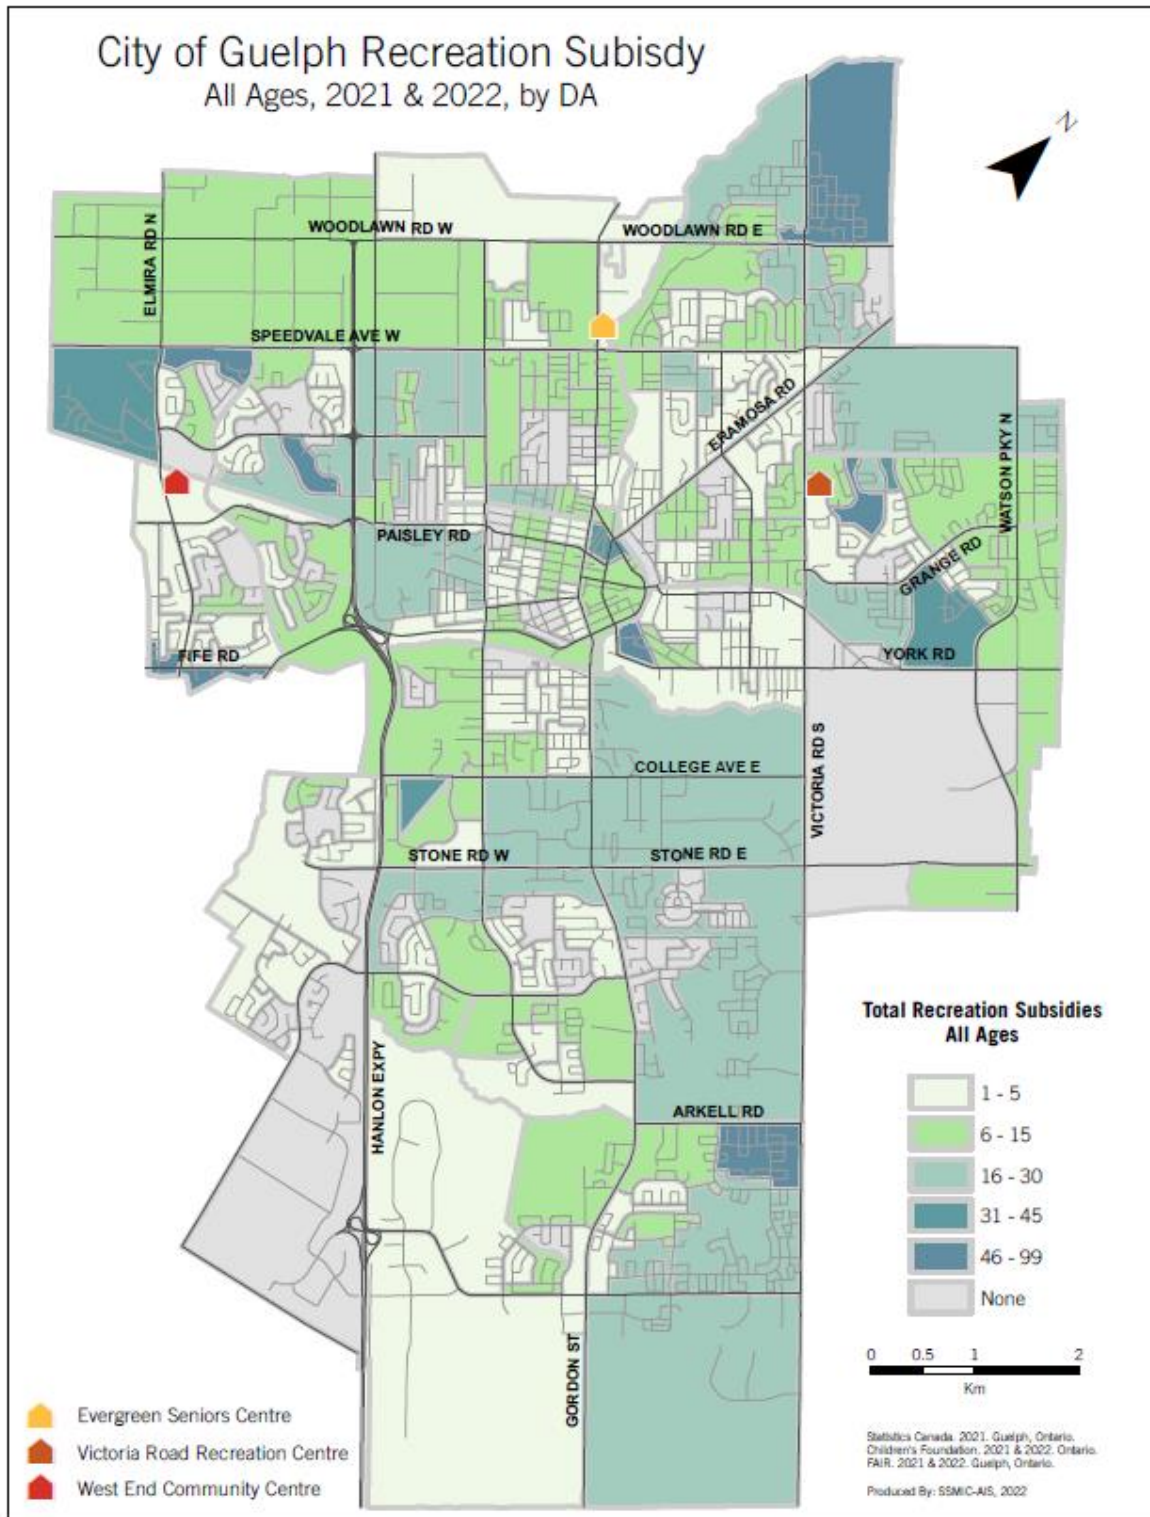 City of Guelph Recreation Subisdy
All Ages, 2021 & 2022, by DA
N
WOODLAWN RD W
WOODLAWN RD E
ELMIRA RD N
SPEEDVALE AVE W
ERAMOSA RD
WATSON PKY N
PAISLEY RD
GRANGE RD
FIFE RD
YORK RD
COLLEGE AVE E
VICTORIA RD S
STONE RD W
STONE RD E
HANLON EXPY
ARKELL RD
GORDON ST
Total Recreation Subsidies
All Ages
1 - 5
6 - 15
16 - 30
31 - 45
46 - 99
None
0 0.5 1 2
Km
Evergreen Seniors Centre
Victoria Road Recreation Centre
West End Community Centre
Statistics Canada. 2021. Guelph, Ontario.
Children's Foundation. 2021 & 2022. Ontario.
FAIR. 2021 & 2022. Guelph, Ontario.
Produced By: SSMIC-AIS, 2022